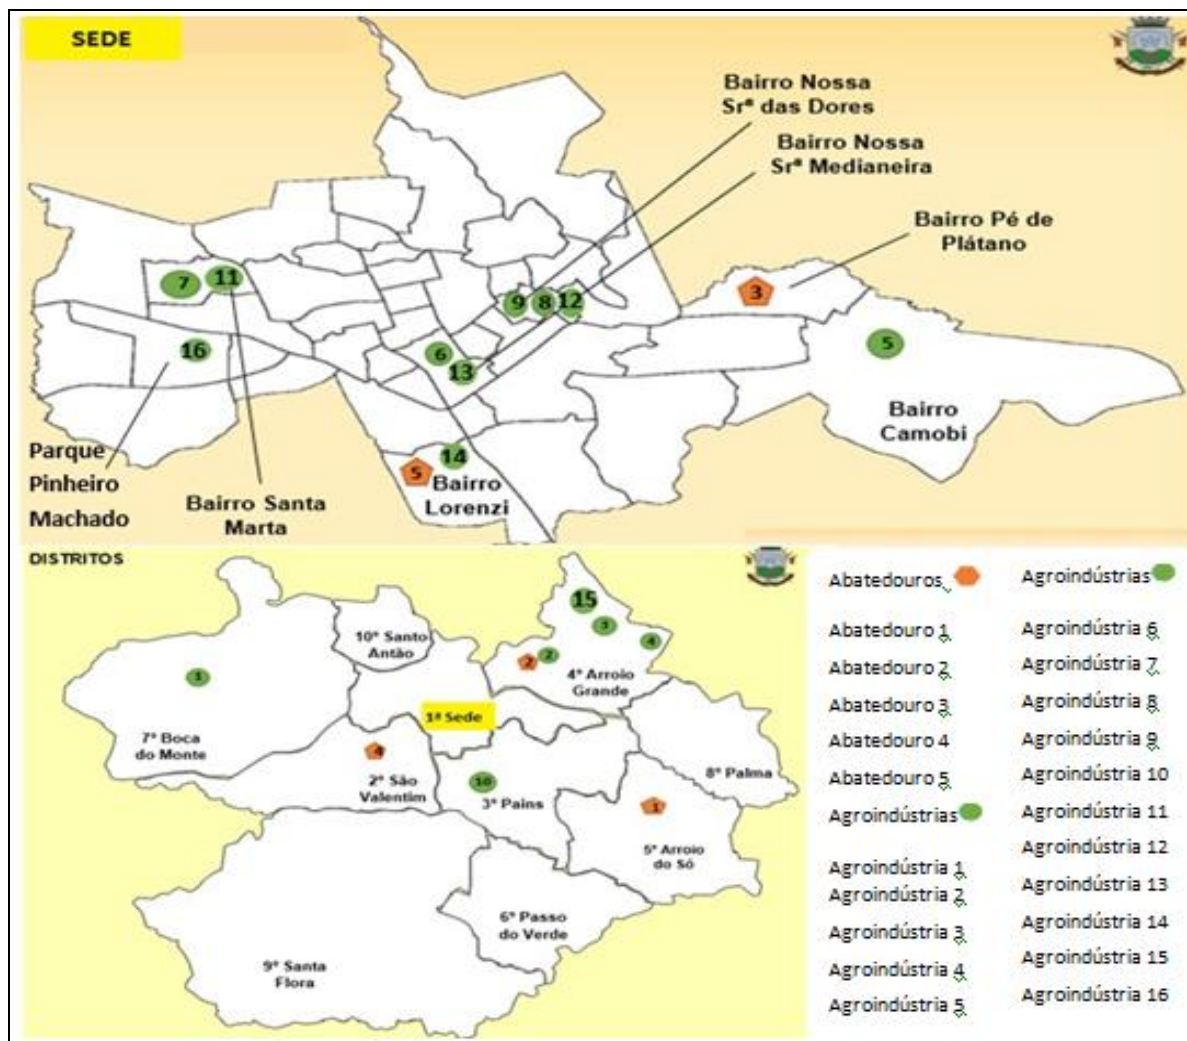 SEDE
Bairro Nossa
Srª das Dores
Bairro Nossa
Srª Medianeira
Bairro Pé de
Plátano
3
7
11
9
8
12
5
16
6
13
14
5
Bairro
Camobi
Bairro
Lorenzi
Parque
Pinheiro
Machado
Bairro Santa
Marta
DISTRITOS
15
3
4
2
2
10º Santo
Antão
4º Arroio
Grande
1
1ª Sede
7º Boca
do Monte
4
2º São
Valentim
10
3º Pains
8º Palma
1
5º Arroio
do Só
6º Passo
do Verde
9º Santa
Flora
Abatedouros
Abatedouro 1
Abatedouro 2
Abatedouro 3
Abatedouro 4
Abatedouro 5
Agroindústrias
Agroindústria 1
Agroindústria 2
Agroindústria 3
Agroindústria 4
Agroindústria 5
Agroindústrias
Agroindústria 6
Agroindústria 7
Agroindústria 8
Agroindústria 9
Agroindústria 10
Agroindústria 11
Agroindústria 12
Agroindústria 13
Agroindústria 14
Agroindústria 15
Agroindústria 16